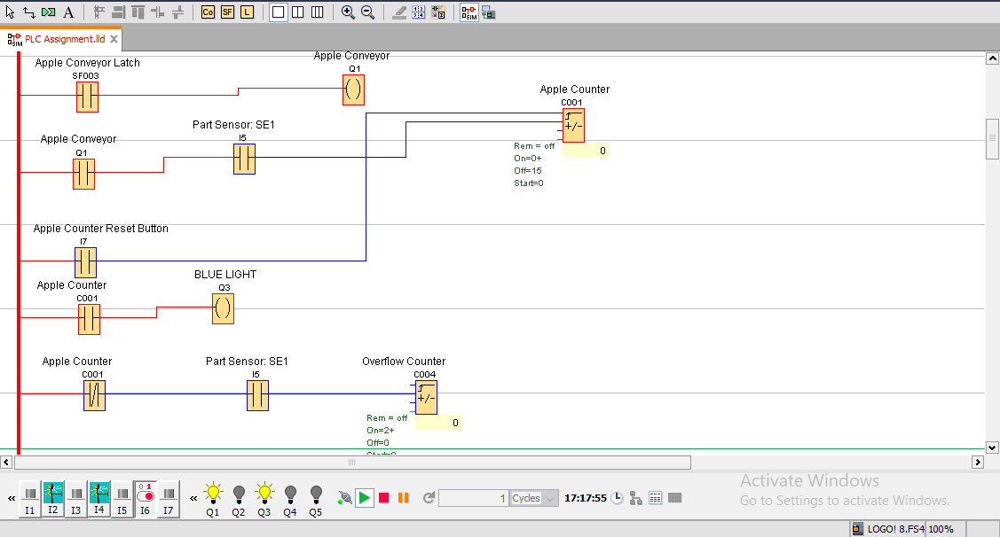 A
Co SF L
PLC Assignment.lld
Apple Conveyor Latch
SF003
Apple Conveyor
Q1
Apple Counter
C001
+/-
Rem = off
On=0+
Off=15
Start=0
0
Part Sensor: SE1
I5
Apple Conveyor
Q1
Apple Counter Reset Button
I7
BLUE LIGHT
Q3
Apple Counter
C001
Apple Counter
C001
Part Sensor: SE1
I5
Overflow Counter
C004
+/-
Rem = off
On=2+
Off=0
Start=0
0
I1 I2 I3 I4 I5 0 1 I6 I7
Q1 Q2 Q3 Q4 Q5
1 Cycles 17:17:55
Activate Windows
Go to Settings to activate Windows.
LOGO! 8.FS4 100%